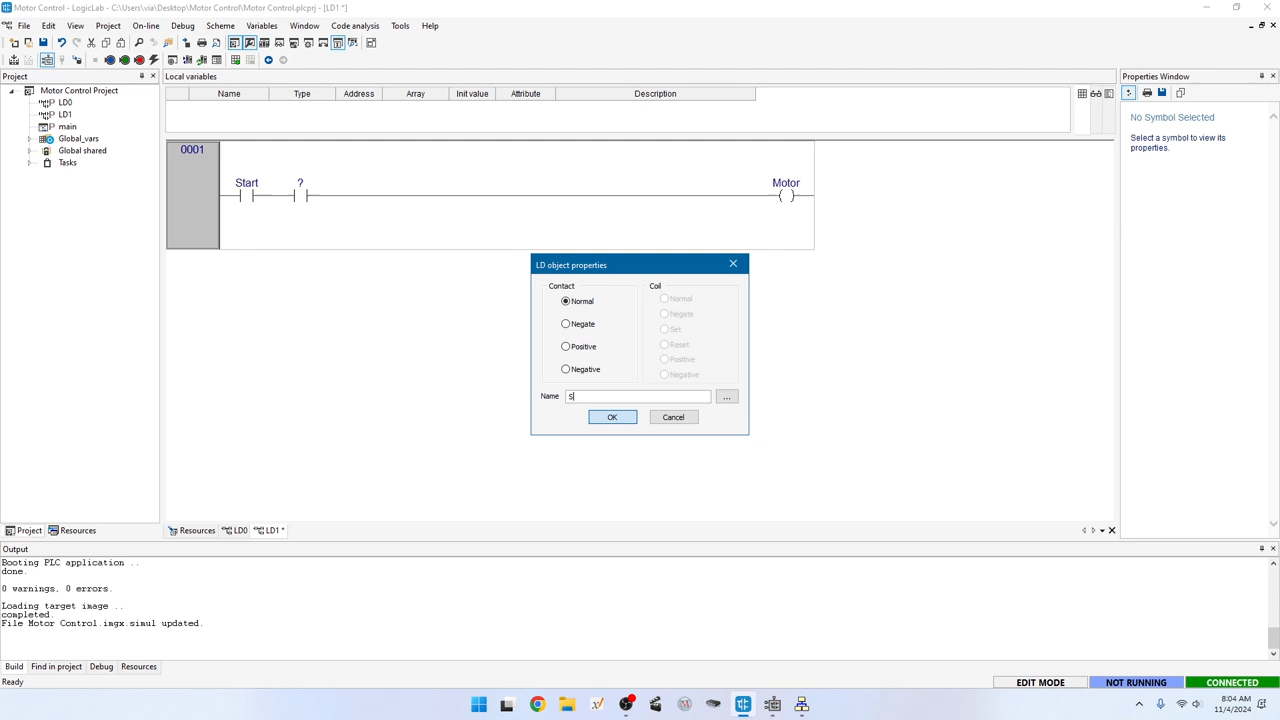 Motor Control - LogicLab - C:\Users\via\Desktop\Motor Control\Motor Control.plcprj - [LD1 *]
File Edit View Project On-line Debug Scheme Variables Window Code analysis Tools Help
Project
Motor Control Project
LD0
LD1
main
Global_vars
Global shared
Tasks
Project Resources
Local variables
Name Type Address Array Init value Attribute Description
0001
Start ? Motor
LD object properties
Contact Coil
Normal Normal
Negate Negate
Set
Positive Reset
Positive
Negative Negative
Name S ...
OK Cancel
Resources LD0 LD1 *
Properties Window
No Symbol Selected
Select a symbol to view its
properties.
Output
Booting PLC application ..
done.
0 warnings, 0 errors.
Loading target image ..
completed.
File Motor Control.imgx.simul updated.
Build Find in project Debug Resources
Ready EDIT MODE NOT RUNNING CONNECTED
8:04 AM
11/4/2024